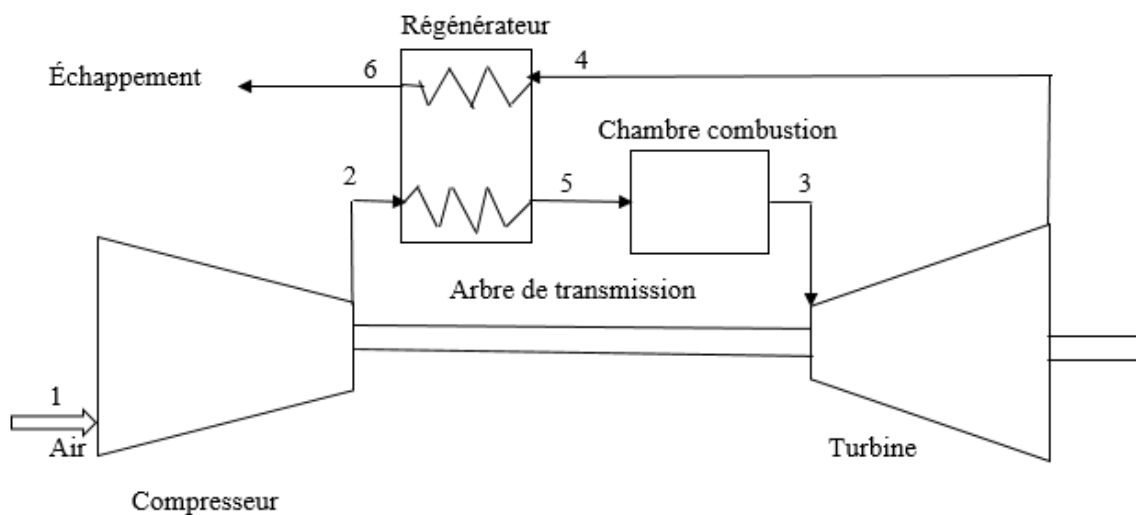 Régénérateur
Échappement
6
4
Chambre combustion
2
5
3
Arbre de transmission
1
Air
Turbine
Compresseur